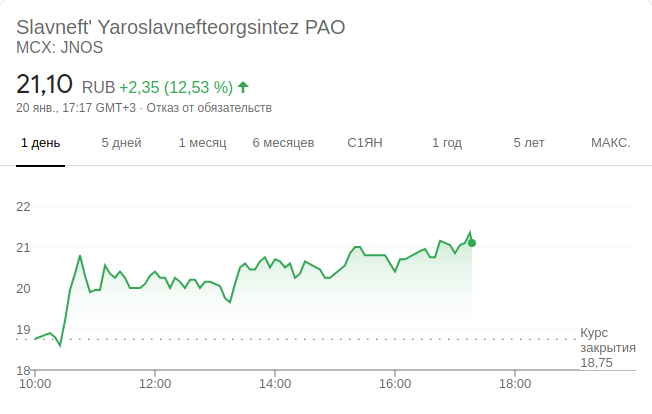 Slavneft' Yaroslavnefteorgsintez PAO
MCX: JNOS
21,10 RUB +2,35 (12,53 %)
20 янв., 17:17 GMT+3 · Отказ от обязательств
1 день 5 дней 1 месяц 6 месяцев С1ЯН 1 год 5 лет МАКС.
22
21
20
19
Курс
закрытия
18,75
18
10:00 12:00 14:00 16:00 18:00